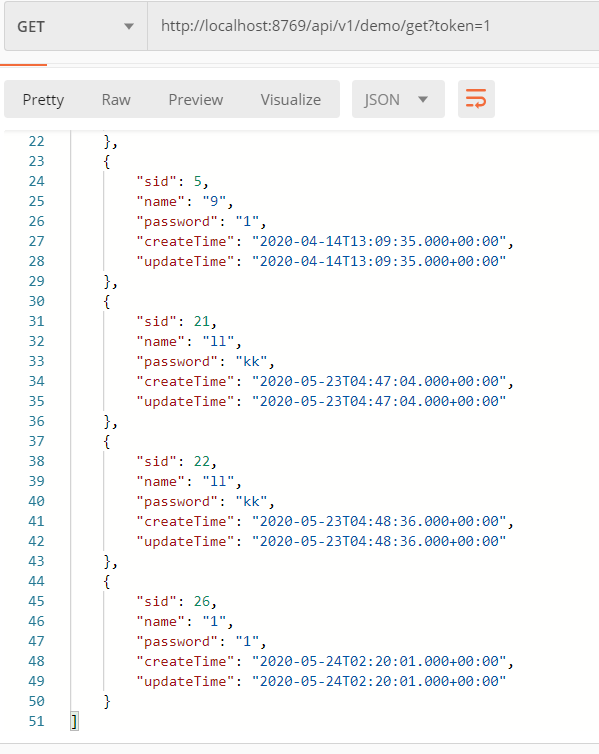 GET http://localhost:8769/api/v1/demo/get?token=1
Pretty Raw Preview Visualize JSON
22 },
23 {
24 "sid": 5,
25 "name": "9",
26 "password": "1",
27 "createTime": "2020-04-14T13:09:35.000+00:00",
28 "updateTime": "2020-04-14T13:09:35.000+00:00"
29 },
30 {
31 "sid": 21,
32 "name": "ll",
33 "password": "kk",
34 "createTime": "2020-05-23T04:47:04.000+00:00",
35 "updateTime": "2020-05-23T04:47:04.000+00:00"
36 },
37 {
38 "sid": 22,
39 "name": "ll",
40 "password": "kk",
41 "createTime": "2020-05-23T04:48:36.000+00:00",
42 "updateTime": "2020-05-23T04:48:36.000+00:00"
43 },
44 {
45 "sid": 26,
46 "name": "1",
47 "password": "1",
48 "createTime": "2020-05-24T02:20:01.000+00:00",
49 "updateTime": "2020-05-24T02:20:01.000+00:00"
50 }
51 ]